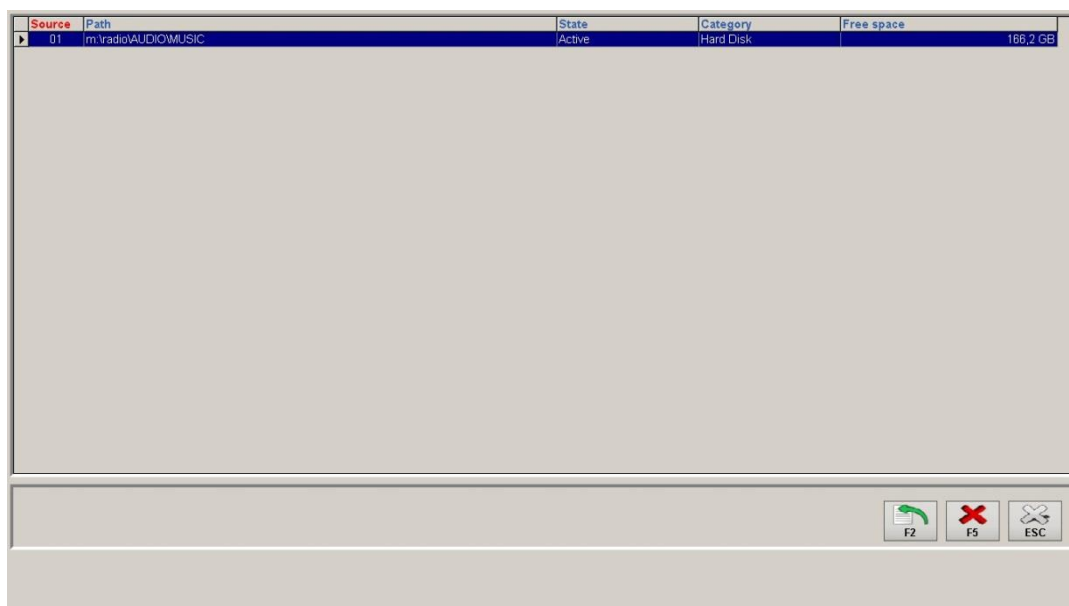 Source Path State Category Free space
01 m:\radio\AUDIO\MUSIC Active Hard Disk 166,2 GB
F2 F5 ESC